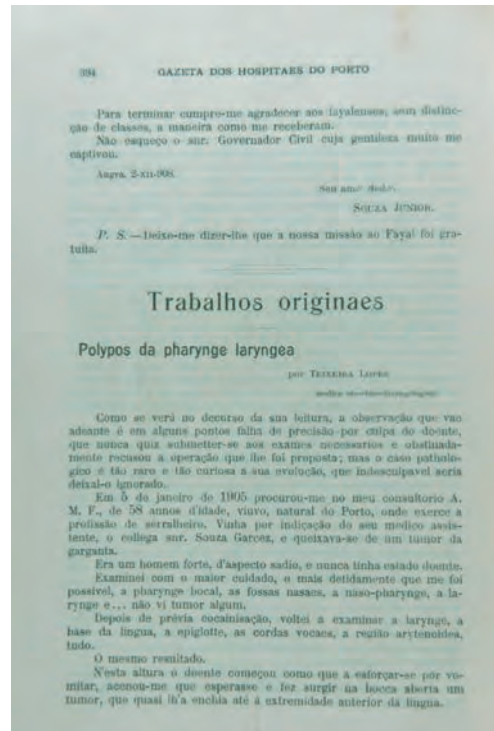 394 GAZETA DOS HOSPITAES DO PORTO
Para terminar cumpre-me agradecer aos fayalenses, sem distinc-
ção de classes, a maneira como me receberam.
Não esqueço o snr. Governador Civil cuja gentileza muito me
captivou.
Angra, 2-XII-908.
Seu am.º
SOUZA JUNIOR.
P. S. — Deixe-me dizer-lhe que a nossa missão ao Fayal foi gra-
tuita.
Trabalhos originaes
Polypos da pharynge laryngea
por TEIXEIRA LOPES
Como se verá no decurso da sua leitura, a observação que vae
adeante é em alguns pontos falha de precisão por culpa do doente,
que nunca quiz submetter-se aos exames necessarios e obstinada-
mente recusou a operação que lhe foi proposta; mas o caso patholo-
gico é tão raro e tão curiosa a sua evolução, que indesculpavel seria
deixal-o ignorado.
Em 5 de janeiro de 1905 procurou-me no meu consultorio A.
M. F., de 58 annos d'idade, viuvo, natural do Porto, onde exerce a
profissão de serralheiro. Vinha por indicação do seu medico assis-
tente, o collega snr. Souza Garcez, e queixava-se de um tumor da
garganta.
Era um homem forte, d'aspecto sadio, e nunca tinha estado doente.
Examinei com o maior cuidado, o mais detidamente que me foi
possivel, a pharynge bocal, as fossas nasaes, a naso-pharynge, a la-
rynge e... não vi tumor algum.
Depois de prévia cocainisação, voltei a examinar a larynge, a
base da lingua, a epiglotte, as cordas vocaes, a região arytenoidea,
tudo.
O mesmo resultado.
N'esta altura o doente começou como que a esforçar-se por vo-
mitar, acenou-me que esperasse e fez surgir na bocca aberta um
tumor, que quasi lh'a enchia até á extremidade anterior da lingua.